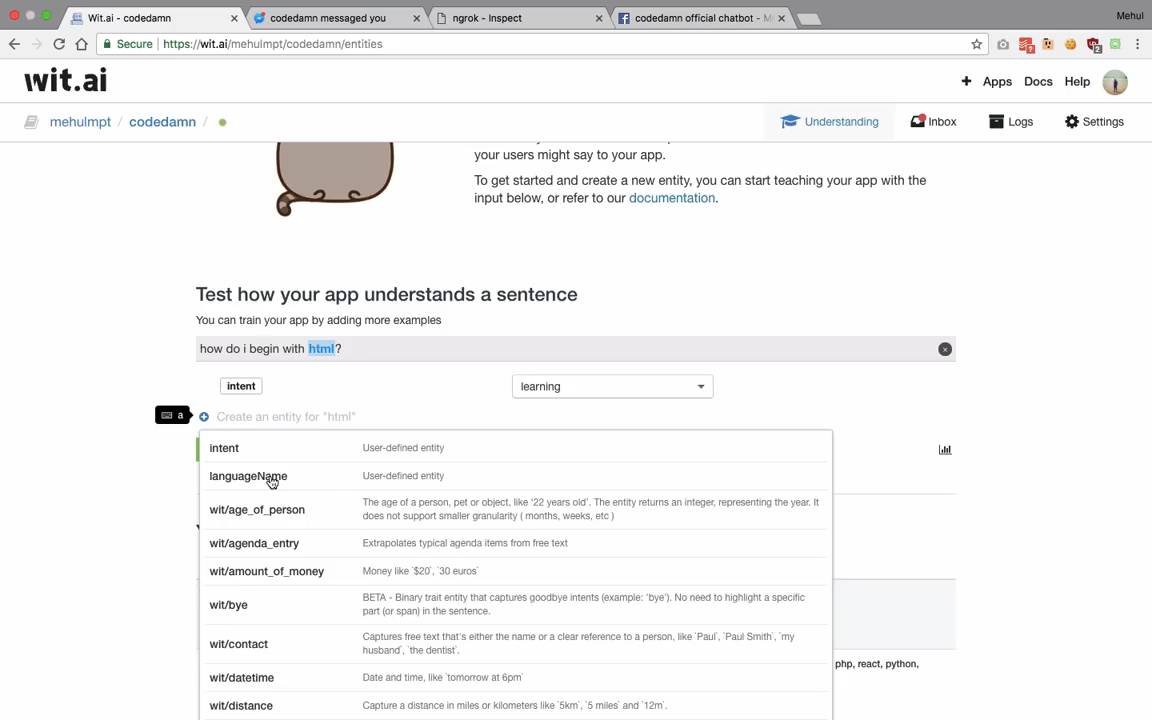 Wit.ai - codedamn
codedamn messaged you
ngrok - Inspect
codedamn official chatbot - M
Mehul
Secure | https://wit.ai/mehulmpt/codedamn/entities
wit.ai
+ Apps Docs Help
mehulmpt / codedamn /
Understanding
Inbox
Logs
Settings
your users might say to your app.
To get started and create a new entity, you can start teaching your app with the
input below, or refer to our documentation.
Test how your app understands a sentence
You can train your app by adding more examples
how do i begin with html?
intent
learning
a
Create an entity for "html"
intent User-defined entity
languageName User-defined entity
wit/age_of_person The age of a person, pet or object, like '22 years old'. The entity returns an integer, representing the year. It
does not support smaller granularity ( months, weeks, etc )
wit/agenda_entry Extrapolates typical agenda items from free text
wit/amount_of_money Money like `$20`, `30 euros`
wit/bye BETA - Binary trait entity that captures goodbye intents (example: 'bye'). No need to highlight a specific
part (or span) in the sentence.
wit/contact Captures free text that's either the name or a clear reference to a person, like `Paul`, `Paul Smith`, `my
husband`, `the dentist`.
php, react, python,
wit/datetime Date and time, like `tomorrow at 6pm`
wit/distance Capture a distance in miles or kilometers like `5km`, `5 miles` and `12m`.